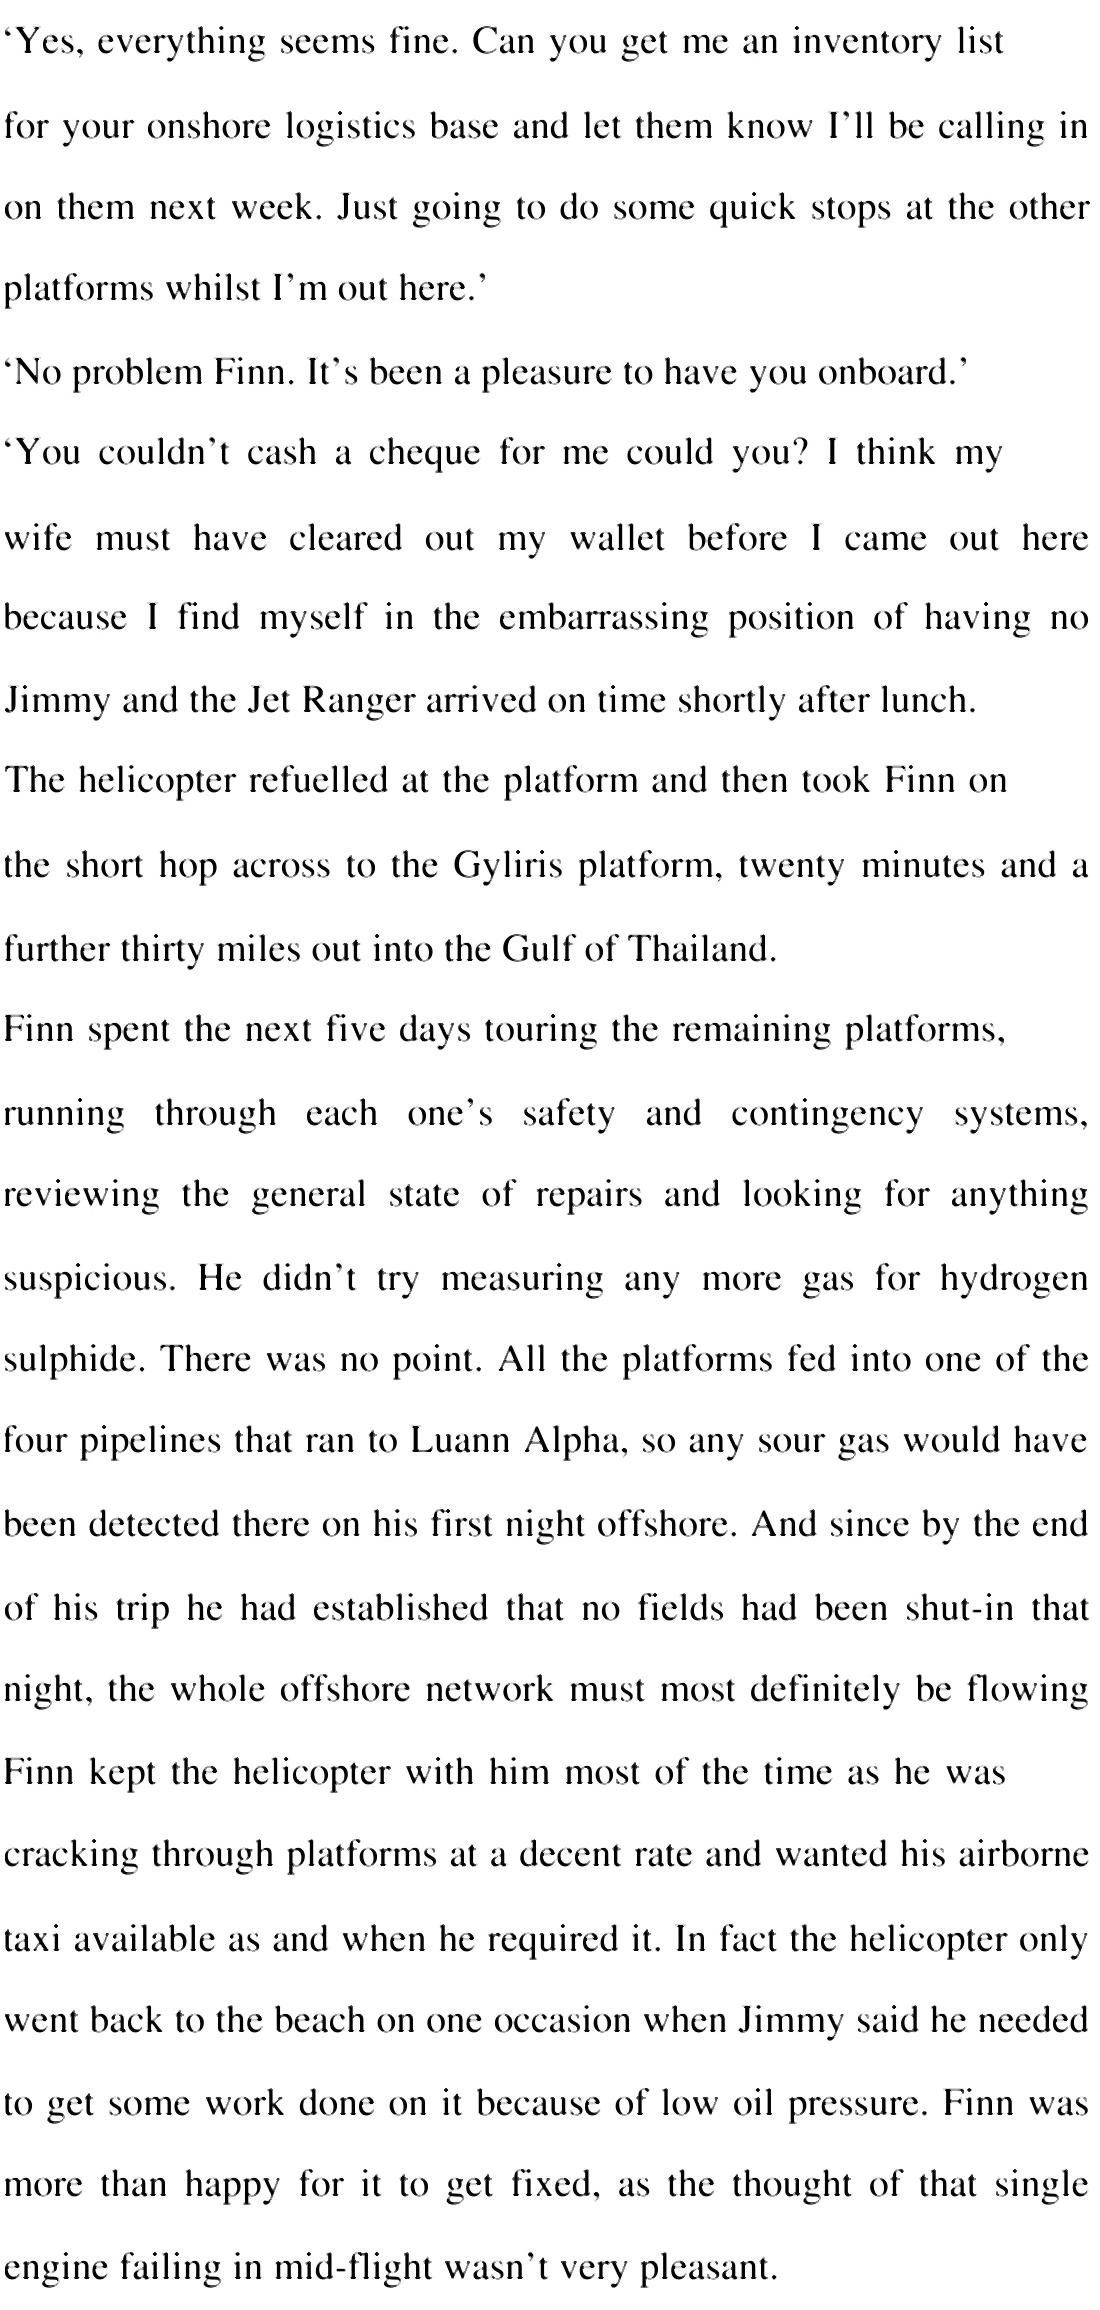 ‘Yes, everything seems fine. Can you get me an inventory list
for your onshore logistics base and let them know I’ll be calling in
on them next week. Just going to do some quick stops at the other
platforms whilst I’m out here.’
‘No problem Finn. It’s been a pleasure to have you onboard.’
‘You couldn’t cash a cheque for me could you? I think my
wife must have cleared out my wallet before I came out here
because I find myself in the embarrassing position of having no
Jimmy and the Jet Ranger arrived on time shortly after lunch.
The helicopter refuelled at the platform and then took Finn on
the short hop across to the Gyliris platform, twenty minutes and a
further thirty miles out into the Gulf of Thailand.
Finn spent the next five days touring the remaining platforms,
running through each one’s safety and contingency systems,
reviewing the general state of repairs and looking for anything
suspicious. He didn’t try measuring any more gas for hydrogen
sulphide. There was no point. All the platforms fed into one of the
four pipelines that ran to Luann Alpha, so any sour gas would have
been detected there on his first night offshore. And since by the end
of his trip he had established that no fields had been shut-in that
night, the whole offshore network must most definitely be flowing
Finn kept the helicopter with him most of the time as he was
cracking through platforms at a decent rate and wanted his airborne
taxi available as and when he required it. In fact the helicopter only
went back to the beach on one occasion when Jimmy said he needed
to get some work done on it because of low oil pressure. Finn was
more than happy for it to get fixed, as the thought of that single
engine failing in mid-flight wasn’t very pleasant.